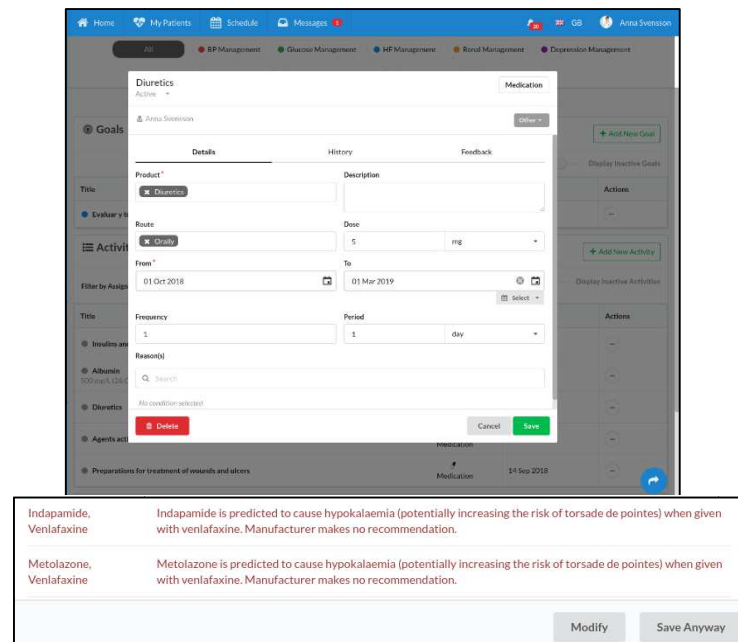 Home My Patients Schedule Messages GB Anna Svensson
All BP Management Glucose Management HF Management Renal Management Depression Management
Diuretics
Active
Medication
Anna Svensson
Other
Goals
+ Add New Goal
Details History Feedback
Display Inactive Goals
Product* Description
Title Actions
Diuretics
Evaluar y
Route Dose
Orally 5 mg
Activit
+ Add New Activity
From* To
01 Oct 2018 01 Mar 2019
Filter by Assign
Display Inactive Activities
Select
Title Actions
Frequency Period
1 1 day
Insulins an
Reason(s)
Albumin
Search
Diuretics
No condition selected
Delete Cancel Save
Agents acti
Medication
Preparations for treatment of wounds and ulcers 14 Sep 2018
Medication
Indapamide, Indapamide is predicted to cause hypokalaemia (potentially increasing the risk of torsade de pointes) when given
Venlafaxine with venlafaxine. Manufacturer makes no recommendation.
Metolazone, Metolazone is predicted to cause hypokalaemia (potentially increasing the risk of torsade de pointes) when given
Venlafaxine with venlafaxine. Manufacturer makes no recommendation.
Modify Save Anyway